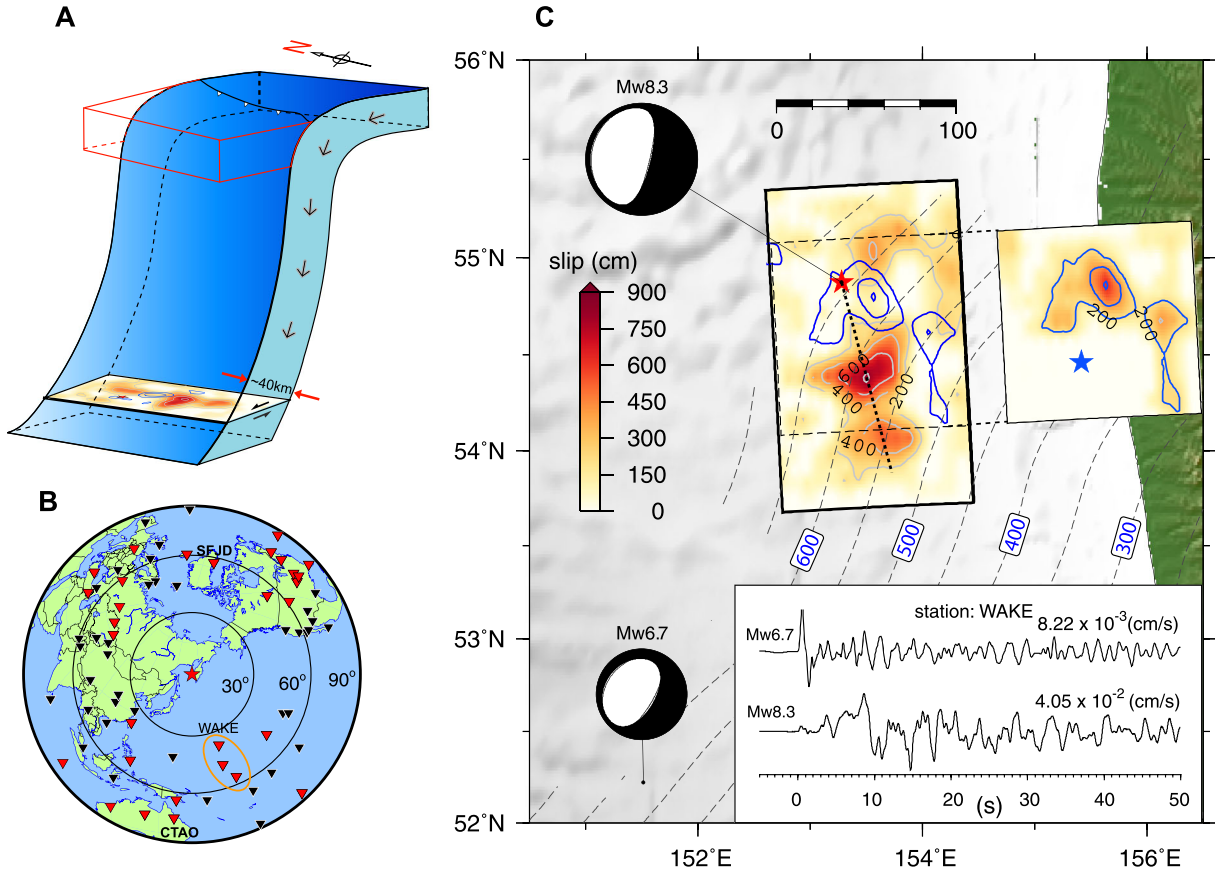 A
N
~40km
B
SFJD
30°
60°
90°
WAKE
CTAO
C
56°N
55°N
54°N
53°N
52°N
152°E
154°E
156°E
Mw8.3
0
100
slip (cm)
900
750
600
450
300
150
0
600
400
200
400
200
200
600
500
400
300
Mw6.7
station: WAKE
Mw6.7
8.22 x 10⁻³(cm/s)
Mw8.3
4.05 x 10⁻² (cm/s)
0
10
(s)
20
30
40
50